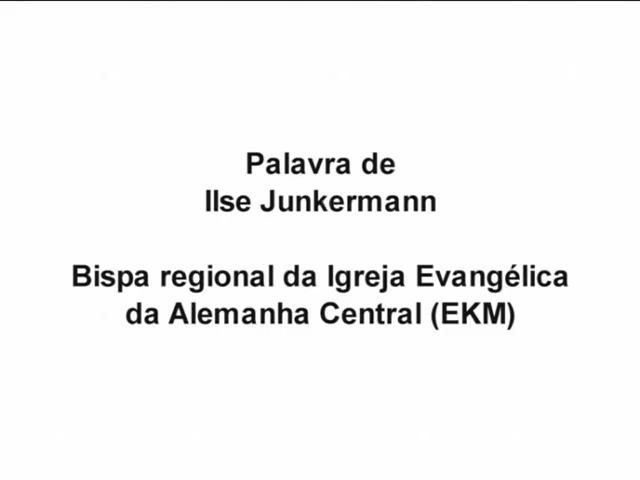 Palavra de
Ilse Junkermann
Bispa regional da Igreja Evangélica
da Alemanha Central (EKM)